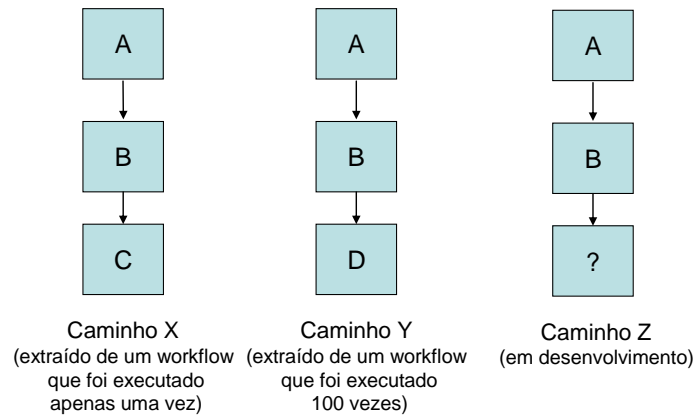 A
B
C
Caminho X
(extraído de um workflow
que foi executado
apenas uma vez)
A
B
D
Caminho Y
(extraído de um workflow
que foi executado
100 vezes)
A
B
?
Caminho Z
(em desenvolvimento)